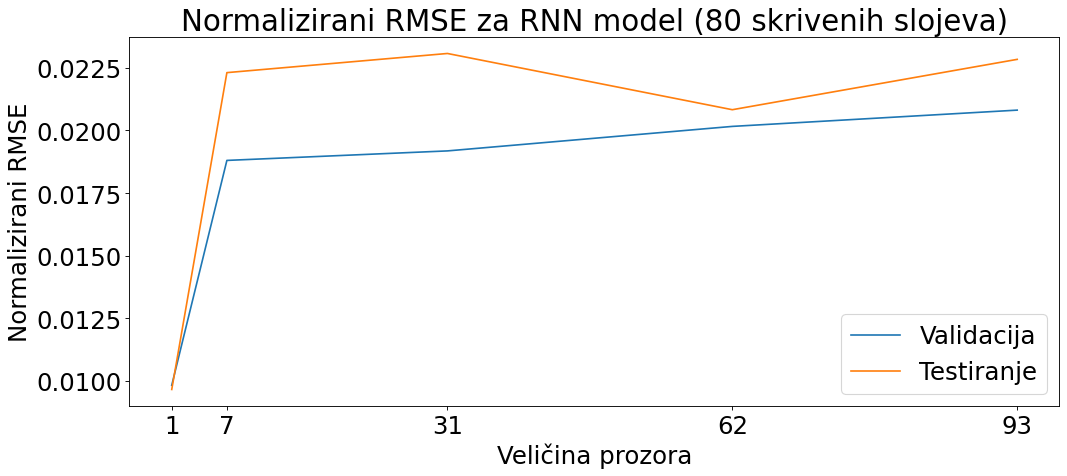 Normalizirani RMSE za RNN model (80 skrivenih slojeva)
Normalizirani RMSE
0.0225
0.0200
0.0175
0.0150
0.0125
0.0100
Validacija
Testiranje
1 7 31 62 93
Veličina prozora